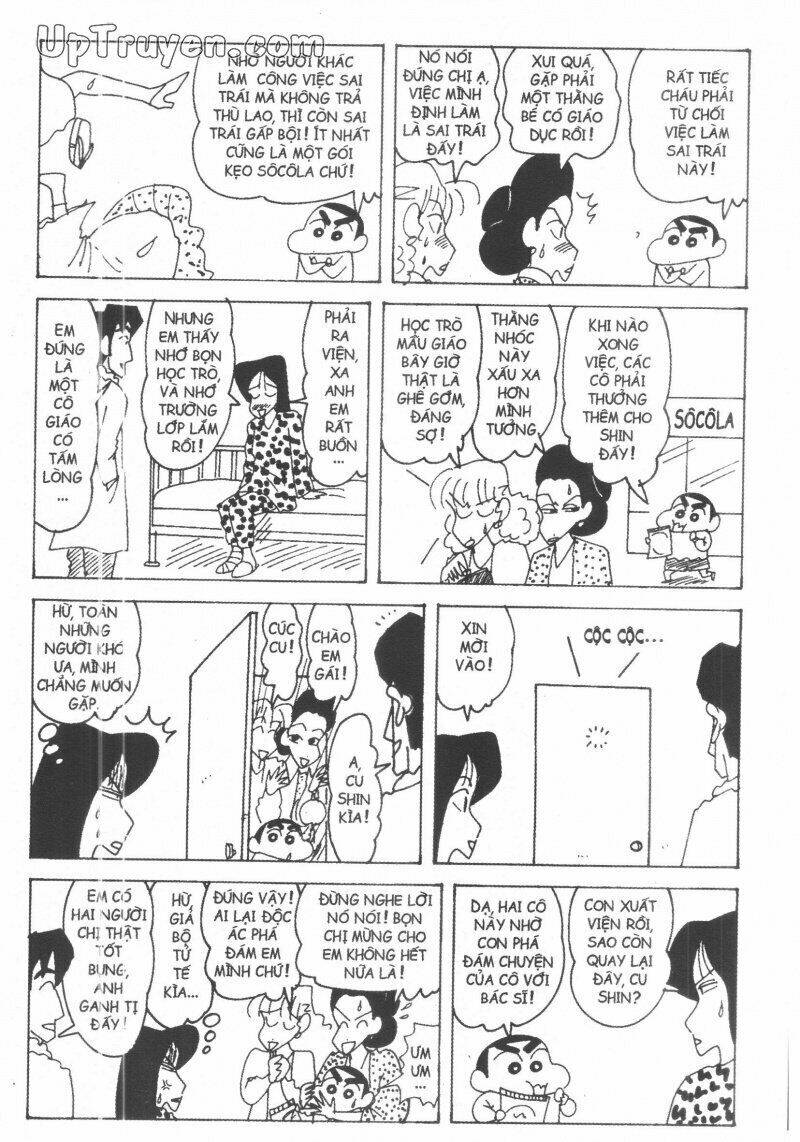 UpTruyen.com
RẤT TIẾC
CHÁU PHẢI
TỪ CHỐI
VIỆC LÀM
SAI TRÁI
NÀY!
XUI QUÁ,
GẶP PHẢI
MỘT THẰNG
BÉ CÓ GIÁO
DỤC RỒI!
NÓ NÓI
ĐÚNG CHỊ Ạ,
VIỆC MÌNH
ĐỊNH LÀM
LÀ SAI TRÁI
ĐẤY!
NHỜ NGƯỜI KHÁC
LÀM CÔNG VIỆC SAI
TRÁI MÀ KHÔNG TRẢ
THÙ LAO, THÌ CÒN SAI
TRÁI GẤP BỘI! ÍT NHẤT
CŨNG LÀ MỘT GÓI
KẸO SÔCÔLA CHỨ!
SÔCÔLA
KHI NÀO
XONG
VIỆC, CÁC
CÔ PHẢI
THƯỞNG
THÊM CHO
SHIN
ĐẤY!
THẰNG
NHÓC
NÀY
XẤU XA
HƠN
MÌNH
TƯỞNG
HỌC TRÒ
MẪU GIÁO
BÂY GIỜ
THẬT LÀ
GHÊ GỚM,
ĐÁNG
SỢ!
PHẢI
RA
VIỆN,
XA
ANH
EM
RẤT
BUỒN
...
NHƯNG
EM THẤY
NHỚ BỌN
HỌC TRÒ,
VÀ NHỚ
TRƯỜNG
LỚP LẮM
RỒI!
EM
ĐÚNG
LÀ
MỘT
CÔ
GIÁO
CÓ
TẤM
LÒNG
...
CỘC CỘC...
XIN
MỜI
VÀO!
CHÀO
EM
GÁI!
CÚC
CU!
A,
CU
SHIN
KÌA!
HỪ, TOÀN
NHỮNG
NGƯỜI KHÓ
ƯA, MÌNH
CHẲNG MUỐN
GẶP.
CON XUẤT
VIỆN RỒI,
SAO CÒN
QUAY LẠI
ĐÂY, CU
SHIN?
DẠ, HAI CÔ
NÀY NHỜ
CON PHÁ
ĐÁM CHUYỆN
CỦA CÔ VỚI
BÁC SĨ!
ĐỪNG NGHE LỜI
NÓ NÓI! BỌN
CHỊ MỪNG CHO
EM KHÔNG HẾT
NỮA LÀ!
ƯM
ƯM
...
ĐÚNG VẬY!
AI LẠI ĐỘC
ÁC PHÁ
ĐÁM EM
MÌNH CHỨ!
HỪ,
GIẢ
BỘ
TỬ
TẾ
KÌA...
EM CÓ
HAI NGƯỜI
CHỊ THẬT
TỐT
BỤNG,
ANH
GANH TỊ
ĐẤY!